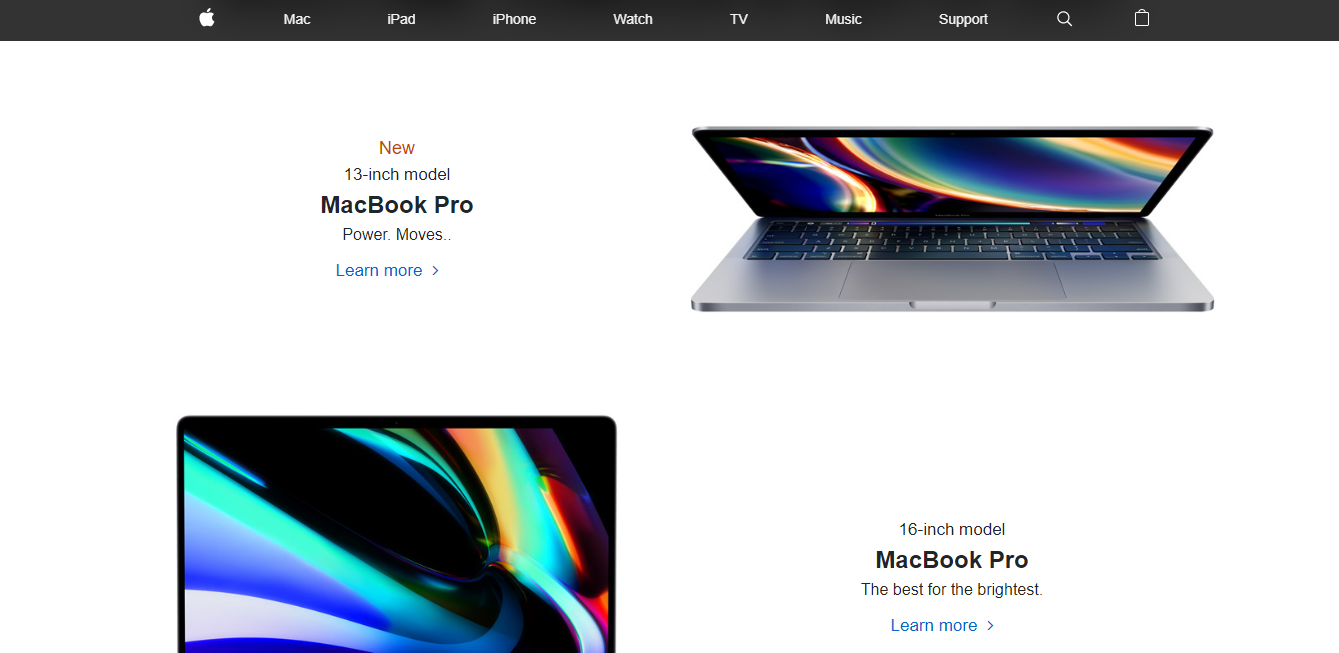 Mac iPad iPhone Watch TV Music Support
New
13-inch model
MacBook Pro
Power. Moves..
Learn more
16-inch model
MacBook Pro
The best for the brightest.
Learn more